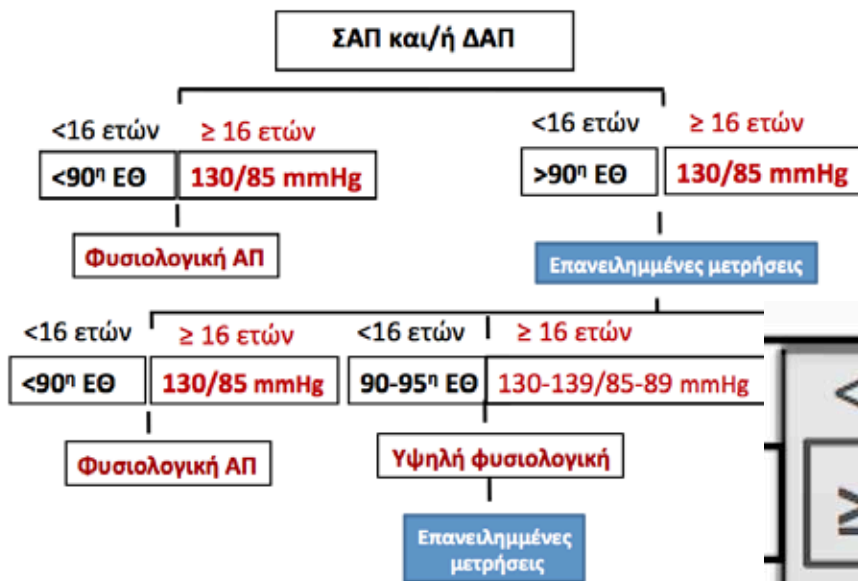 ΣΑΠ και/ή ΔΑΠ
<16 ετών ≥ 16 ετών <16 ετών ≥ 16 ετών
<90η ΕΘ 130/85 mmHg >90η ΕΘ 130/85 mmHg
Φυσιολογική ΑΠ Επανειλημμένες μετρήσεις
<16 ετών ≥ 16 ετών <16 ετών ≥ 16 ετών
<90η ΕΘ 130/85 mmHg 90-95η ΕΘ 130-139/85-89 mmHg
<
Φυσιολογική ΑΠ Υψηλή φυσιολογική
≥
Επανειλημμένες
μετρήσεις